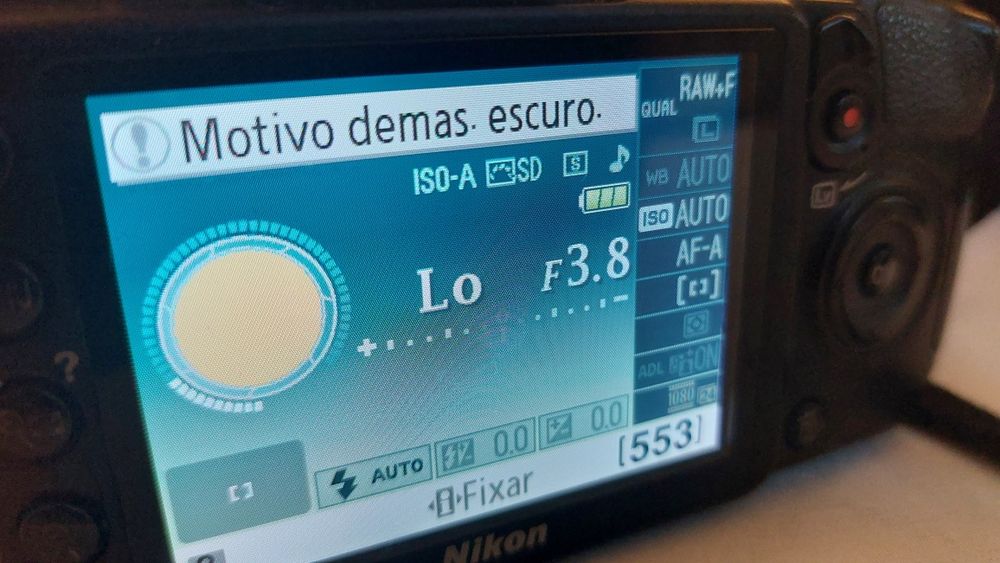 Motivo demas. escuro.
RAW+F
QUAL
L
ISO-A SD S
WB AUTO
ISO AUTO
Lo F3.8
AF-A
ADL ON
1080 24
AUTO 0.0 0.0
[553]
Fixar
?
Nikon